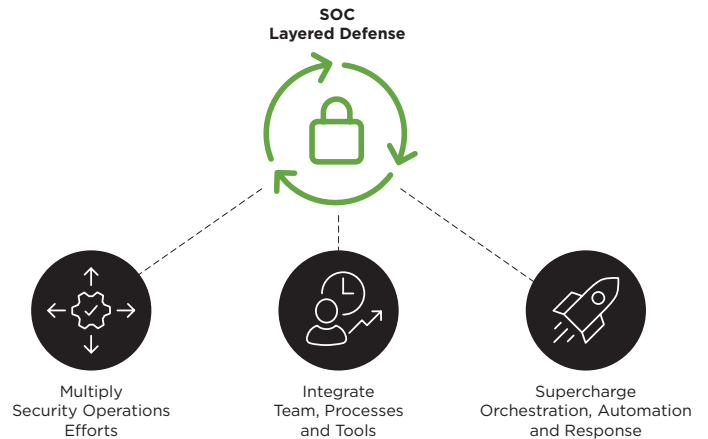 SOC
Layered Defense
Multiply
Security Operations
Efforts
Integrate
Team, Processes
and Tools
Supercharge
Orchestration, Automation
and Response